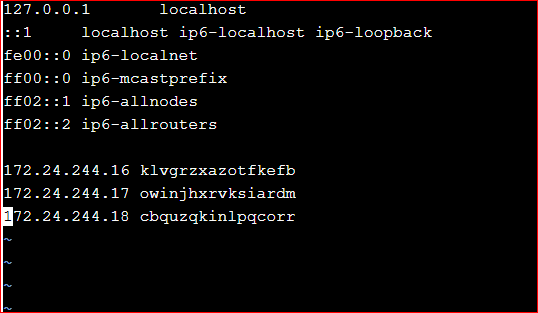 127.0.0.1       localhost
::1     localhost ip6-localhost ip6-loopback
fe00::0 ip6-localnet
ff00::0 ip6-mcastprefix
ff02::1 ip6-allnodes
ff02::2 ip6-allrouters
172.24.244.16 klvgrzxazotfkefb
172.24.244.17 owinjhxrvksiardm
172.24.244.18 cbquzqkinlpqcorr
~
~
~
~